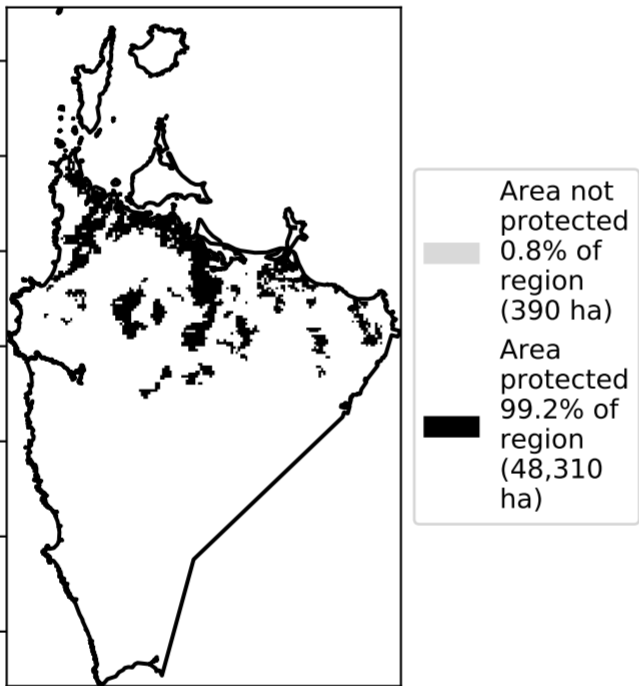 Area not
protected
0.8% of
region
(390 ha)
Area
protected
99.2% of
region
(48,310
ha)